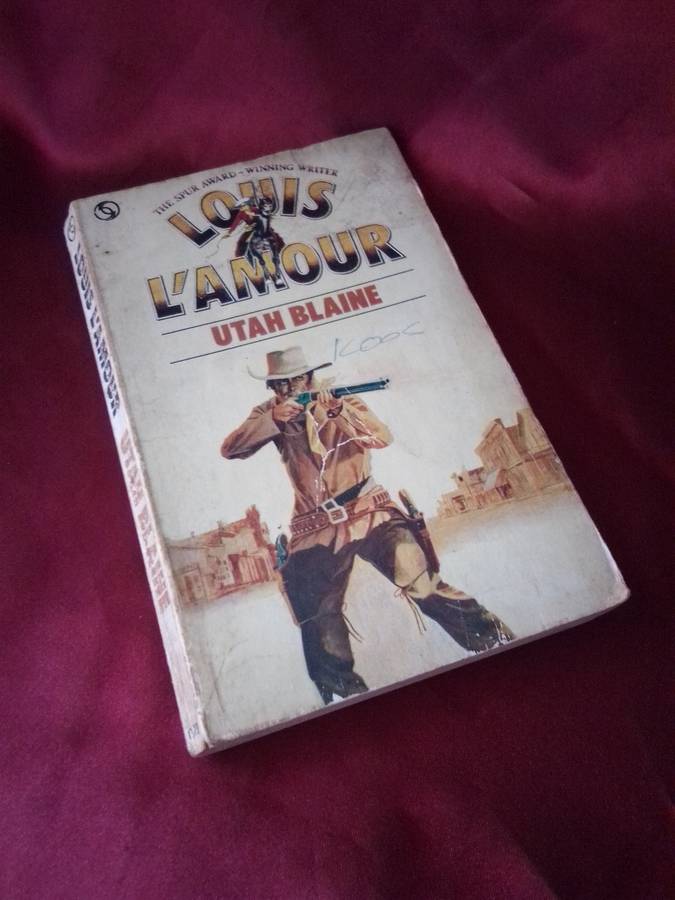 THE SPUR AWARD-WINNING WRITER
LOUIS
L'AMOUR
UTAH BLAINE
LOUIS L'AMOUR UTAH BLAINE